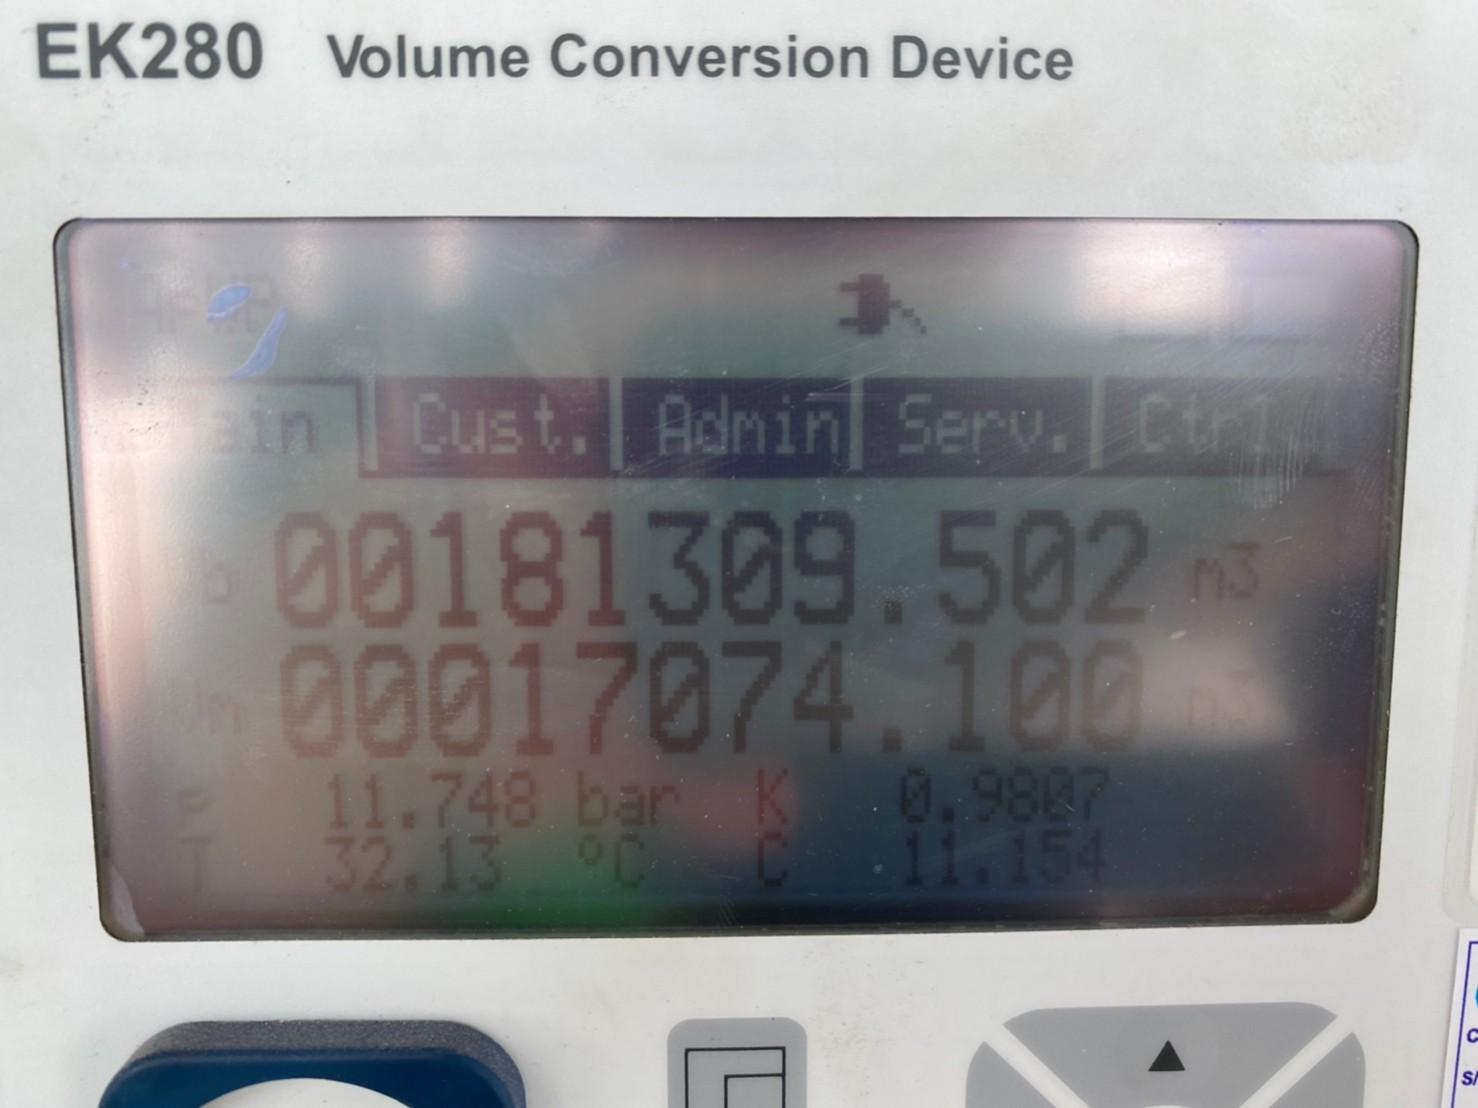 EK280 Volume Conversion Device
Cust. Admin Serv. Ctrl
00181309.502 m3
00017074.100 m3
11.748 bar K 0.9807
T 32.13 °C C 11.154